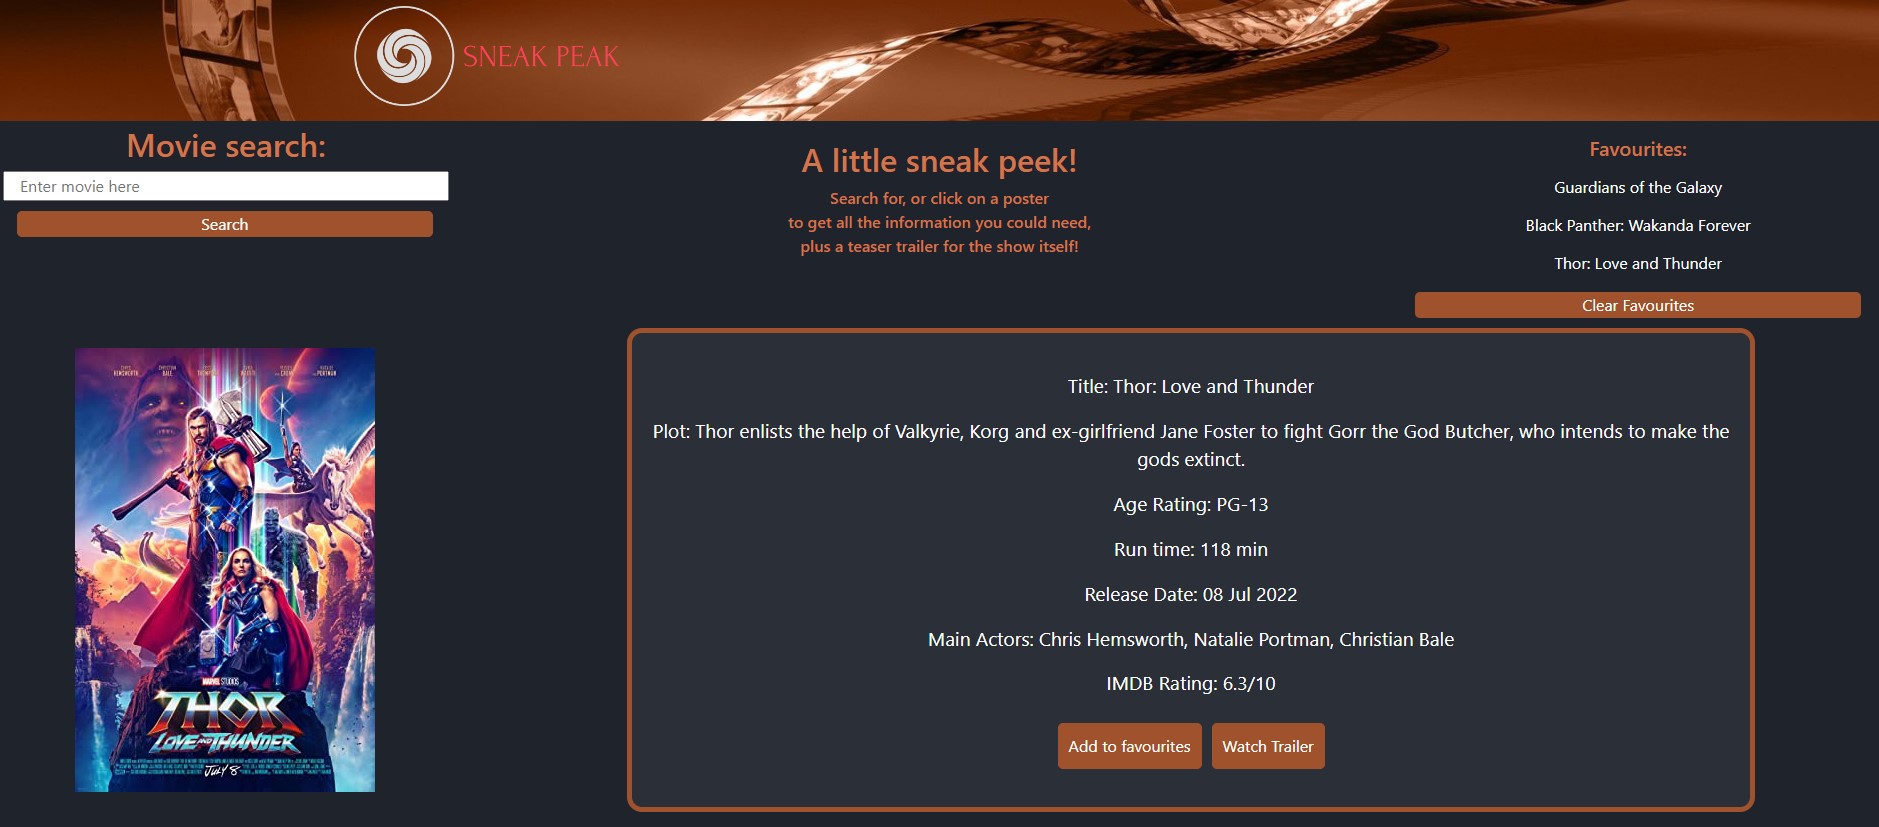 SNEAK PEAK
Movie search:
Enter movie here
Search
A little sneak peek!
Search for, or click on a poster
to get all the information you could need,
plus a teaser trailer for the show itself!
Favourites:
Guardians of the Galaxy
Black Panther: Wakanda Forever
Thor: Love and Thunder
Clear Favourites
MARVEL STUDIOS
THOR
LOVE AND THUNDER
JULY 8
Title: Thor: Love and Thunder
Plot: Thor enlists the help of Valkyrie, Korg and ex-girlfriend Jane Foster to fight Gorr the God Butcher, who intends to make the
gods extinct.
Age Rating: PG-13
Run time: 118 min
Release Date: 08 Jul 2022
Main Actors: Chris Hemsworth, Natalie Portman, Christian Bale
IMDB Rating: 6.3/10
Add to favourites
Watch Trailer